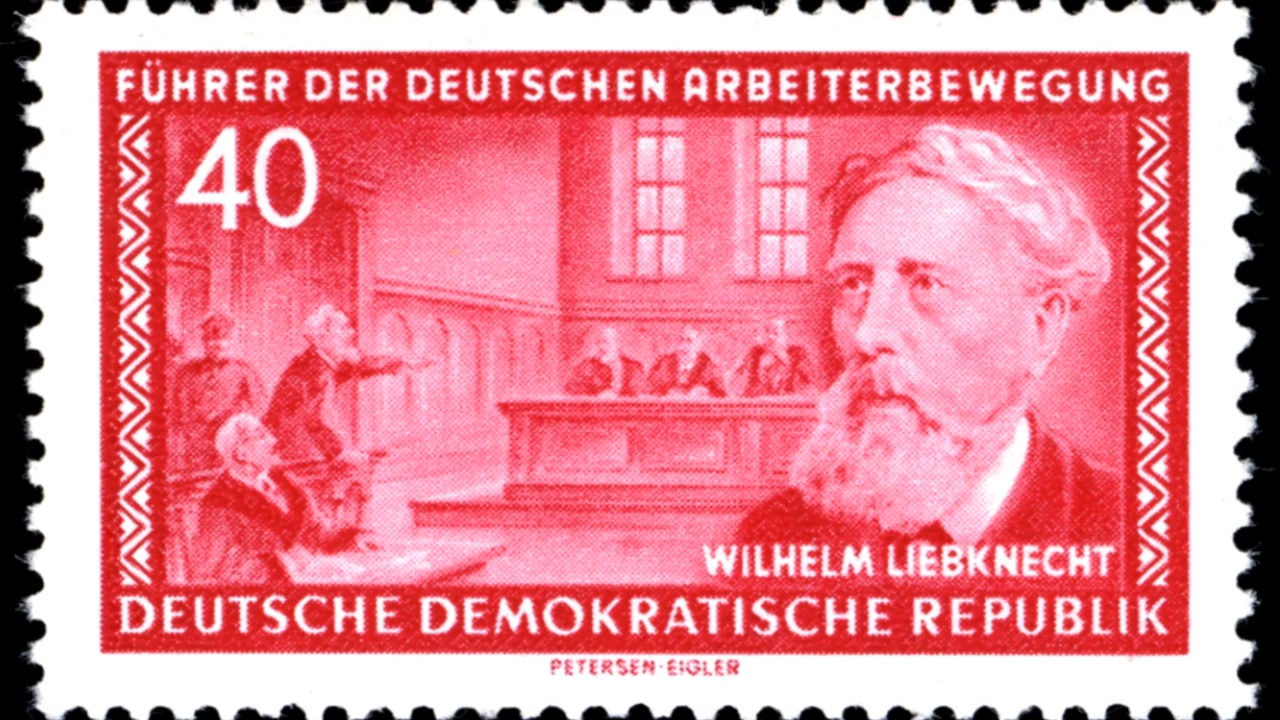 FÜHRER DER DEUTSCHEN ARBEITERBEWEGUNG
40
WILHELM LIEBKNECHT
DEUTSCHE DEMOKRATISCHE REPUBLIK
PETERSEN·EIGLER